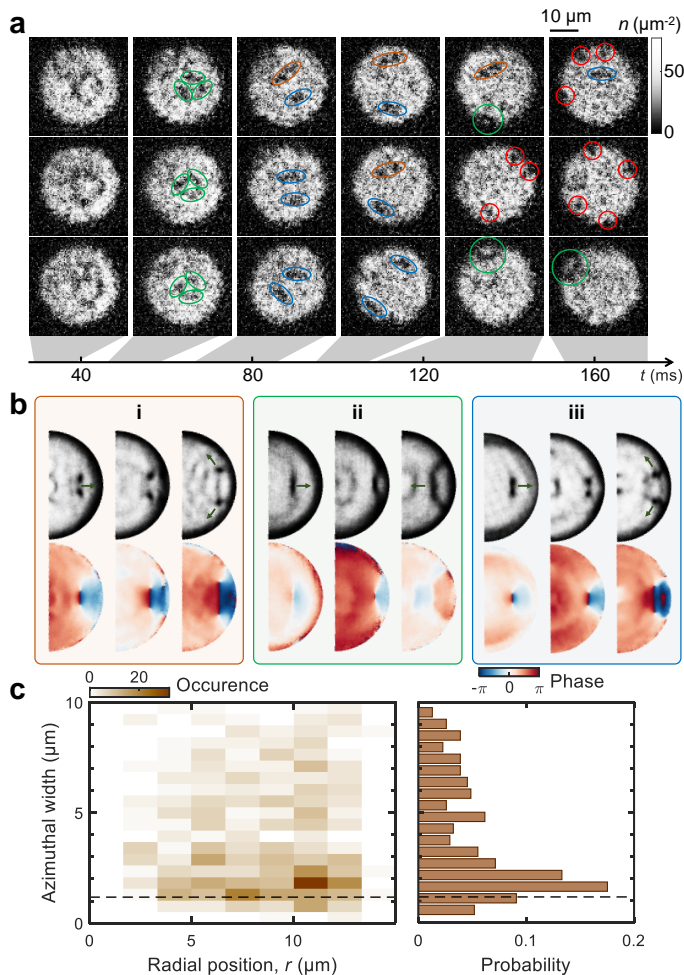 a
10 μm
n (μm⁻²)
50
0
40
80
120
160
t (ms)
b
i
ii
iii
0
20
Occurence
-π
0
π
Phase
c
10
5
0
Azimuthal width (μm)
0
5
10
Radial position, r (μm)
0
0.1
0.2
Probability